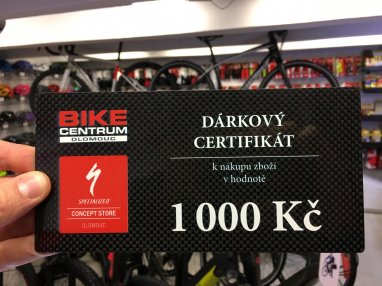 BIKE
CENTRUM
OLOMOUC
SPECIALIZED
CONCEPT STORE
OLOMOUC
DÁRKOVÝ
CERTIFIKÁT
k nákupu zboží
v hodnotě
1 000 Kč